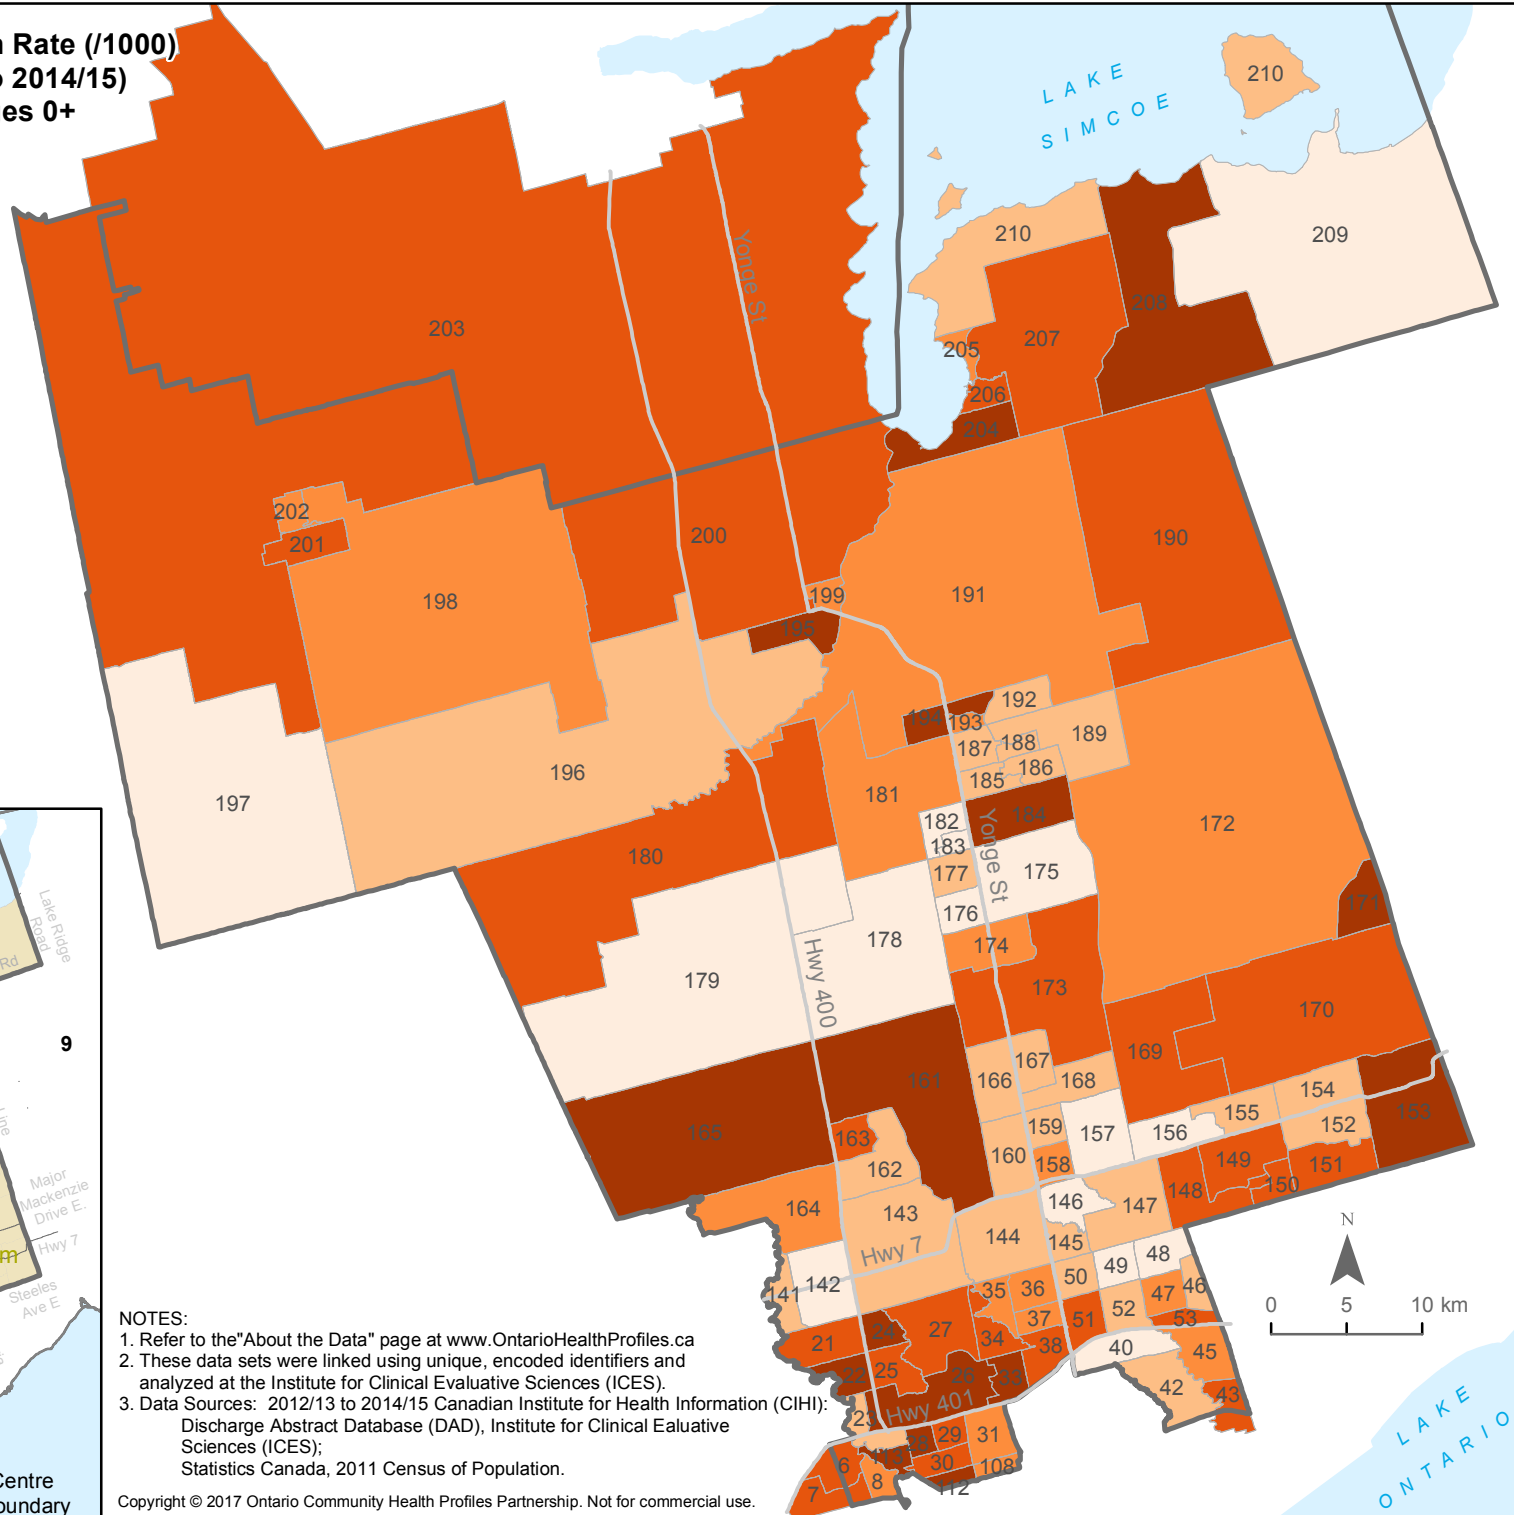 n Rate (/1000)
o 2014/15)
es 0+
LAKE
SIMCOE
210
210
209
208
203
Yonge St
207
205
206
204
202
201
200
190
198
199
191
195
192
194
193
189
187
188
186
185
196
197
181
182
184
172
183
Yonge St
180
177
175
171
176
178
174
Hwy 400
179
173
170
169
167
166
168
161
154
155
153
152
165
163
159
157
156
162
160
158
149
151
150
148
164
143
146
147
144
145
Hwy 7
48
49
50
142
141
46
47
35
36
52
53
37
51
27
24
21
34
38
40
45
22
25
26
33
42
43
Hwy 401
23
28
29
31
113
30
6
108
8
7
112
Lake Ridge
Road
Rd
9
Line
Major
Mackenzie
Drive E.
Hwy 7
m
Steeles
Ave E
Centre
oundary
N
0 5 10 km
NOTES:
1. Refer to the"About the Data" page at www.OntarioHealthProfiles.ca
2. These data sets were linked using unique, encoded identifiers and
analyzed at the Institute for Clinical Evaluative Sciences (ICES).
3. Data Sources: 2012/13 to 2014/15 Canadian Institute for Health Information (CIHI):
Discharge Abstract Database (DAD), Institute for Clinical Ealuative
Sciences (ICES);
Statistics Canada, 2011 Census of Population.
Copyright © 2017 Ontario Community Health Profiles Partnership. Not for commercial use.
LAKE
ONTARIO